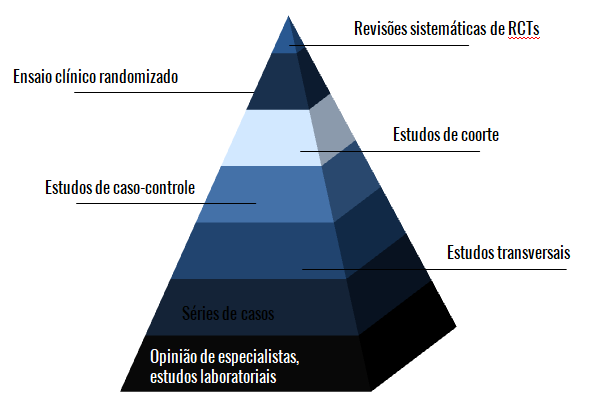 Revisões sistemáticas de RCTs
Ensaio clínico randomizado
Estudos de coorte
Estudos de caso-controle
Estudos transversais
Séries de casos
Opinião de especialistas,
estudos laboratoriais